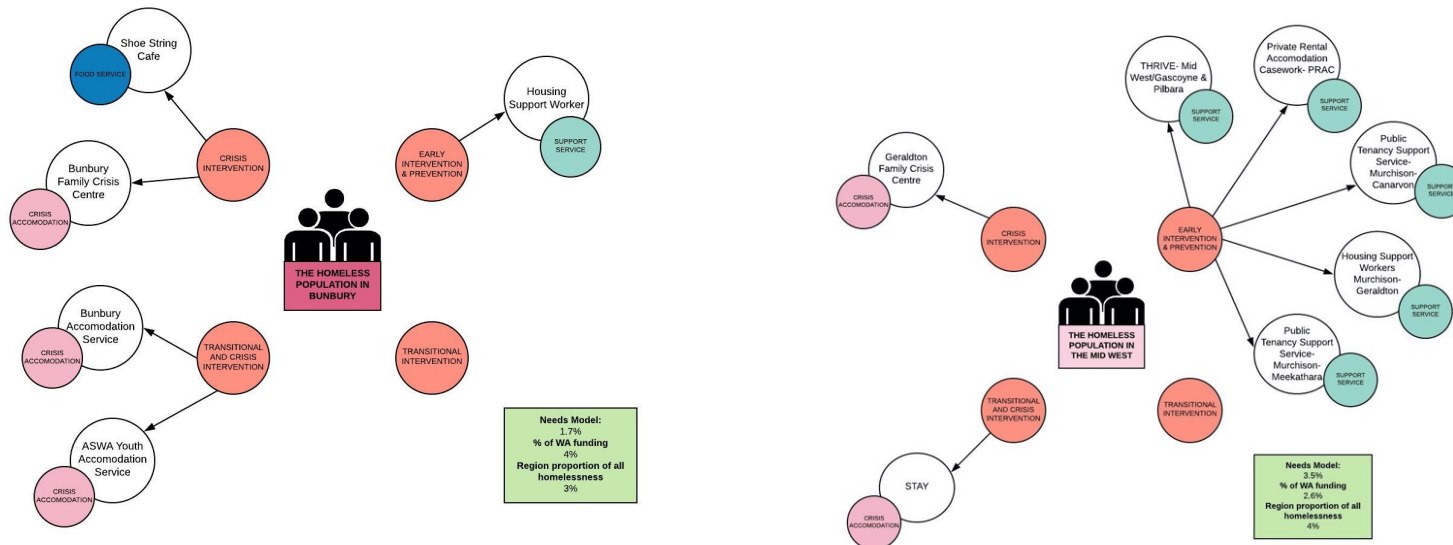 Shoe String
Cafe
FOOD SERVICE
CRISIS
INTERVENTION
Bunbury
Family Crisis
Centre
CRISIS
ACCOMODATION
Housing
Support Worker
SUPPORT
SERVICE
EARLY
INTERVENTION
& PREVENTION
THE HOMELESS
POPULATION IN
BUNBURY
Bunbury
Accomodation
Service
CRISIS
ACCOMODATION
TRANSITIONAL
AND CRISIS
INTERVENTION
TRANSITIONAL
INTERVENTION
ASWA Youth
Accomodation
Service
CRISIS
ACCOMODATION
Needs Model:
1.7%
% of WA funding
4%
Region proportion of all
homelessness
3%
THRIVE- Mid
West/Gascoyne &
Pilbara
SUPPORT
SERVICE
Private Rental
Accomodation
Casework- PRAC
SUPPORT
SERVICE
Public
Tenancy Support
Service-
Murchison-
Canarvon
SUPPORT
SERVICE
Geraldton
Family Crisis
Centre
CRISIS
ACCOMODATION
CRISIS
INTERVENTION
EARLY
INTERVENTION
& PREVENTION
Housing Support
Workers
Murchison-
Geraldton
SUPPORT
SERVICE
THE HOMELESS
POPULATION IN
THE MID WEST
Public
Tenancy Support
Service-
Murchison-
Meekathara
SUPPORT
SERVICE
TRANSITIONAL
AND CRISIS
INTERVENTION
TRANSITIONAL
INTERVENTION
STAY
CRISIS
ACCOMODATION
Needs Model:
3.5%
% of WA funding
2.6%
Region proportion of all
homelessness
4%